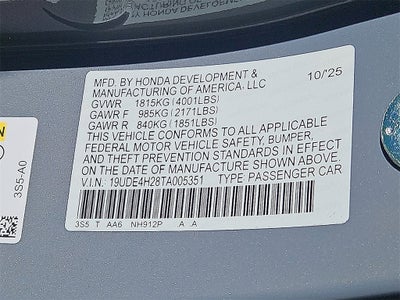 MFD. BY HONDA DEVELOPMENT &
MANUFACTURING OF AMERICA, LLC 10/'25
GVWR 1815KG (4001LBS)
GAWR F 985KG (2171LBS)
GAWR R 840KG (1851LBS)
THIS VEHICLE CONFORMS TO ALL APPLICABLE
FEDERAL MOTOR VEHICLE SAFETY, BUMPER,
AND THEFT PREVENTION STANDARDS IN EFFECT
ON THE DATE OF MANUFACTURE SHOWN ABOVE.
V.I.N.: 19UDE4H28TA005351 TYPE: PASSENGER CAR
3S5 T AA6 NH912P A A
3S5-A0